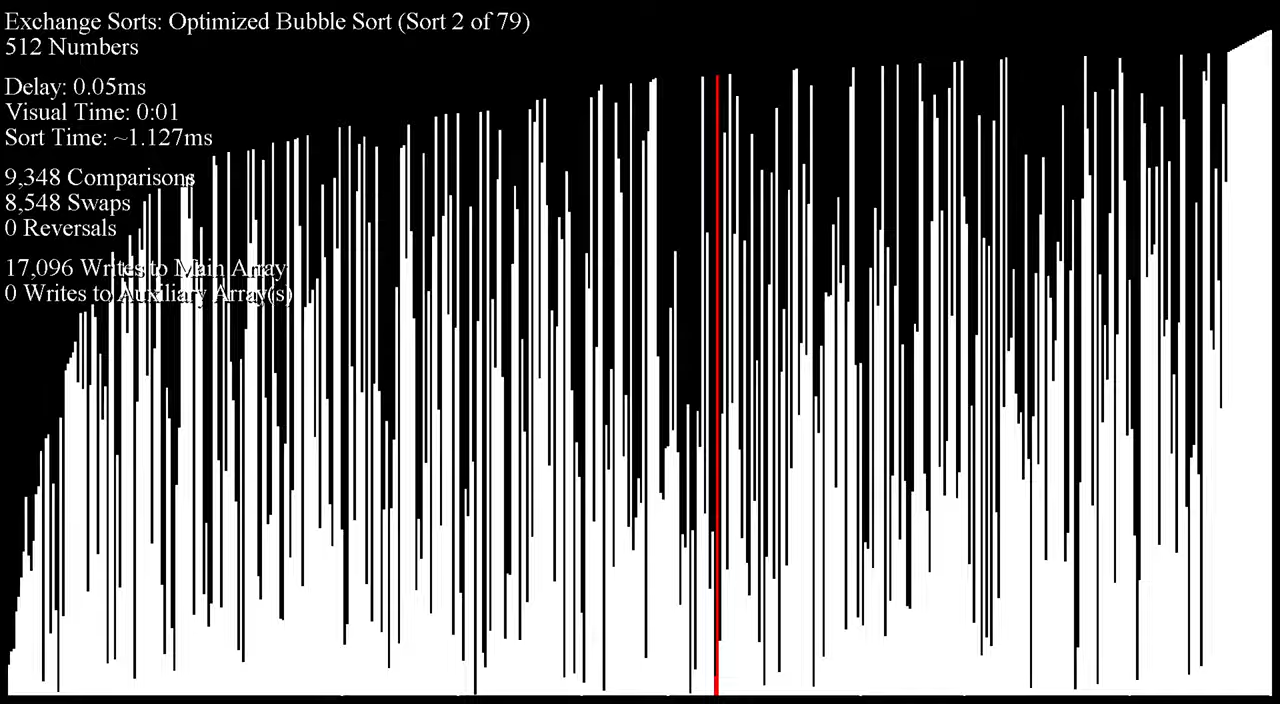 Exchange Sorts: Optimized Bubble Sort (Sort 2 of 79)
512 Numbers
Delay: 0.05ms
Visual Time: 0:01
Sort Time: ~1.127ms
9,348 Comparisons
8,548 Swaps
0 Reversals
17,096 Writes to Main Array
0 Writes to Auxiliary Array(s)